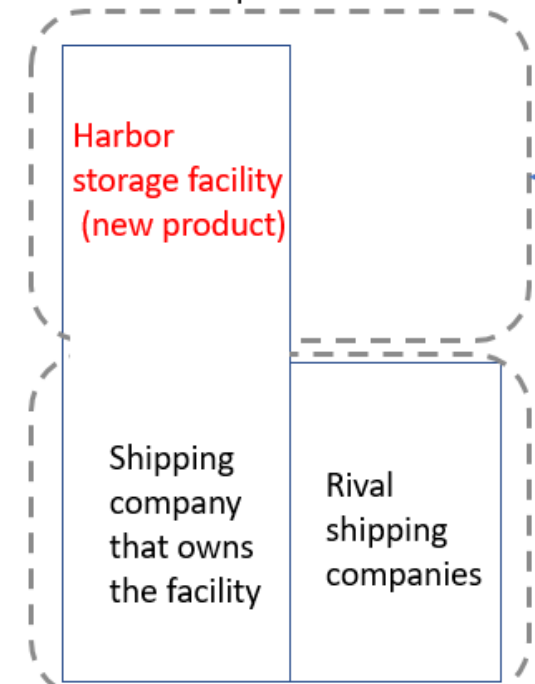 Harbor
storage facility
(new product)
Shipping
company
that owns
the facility
Rival
shipping
companies